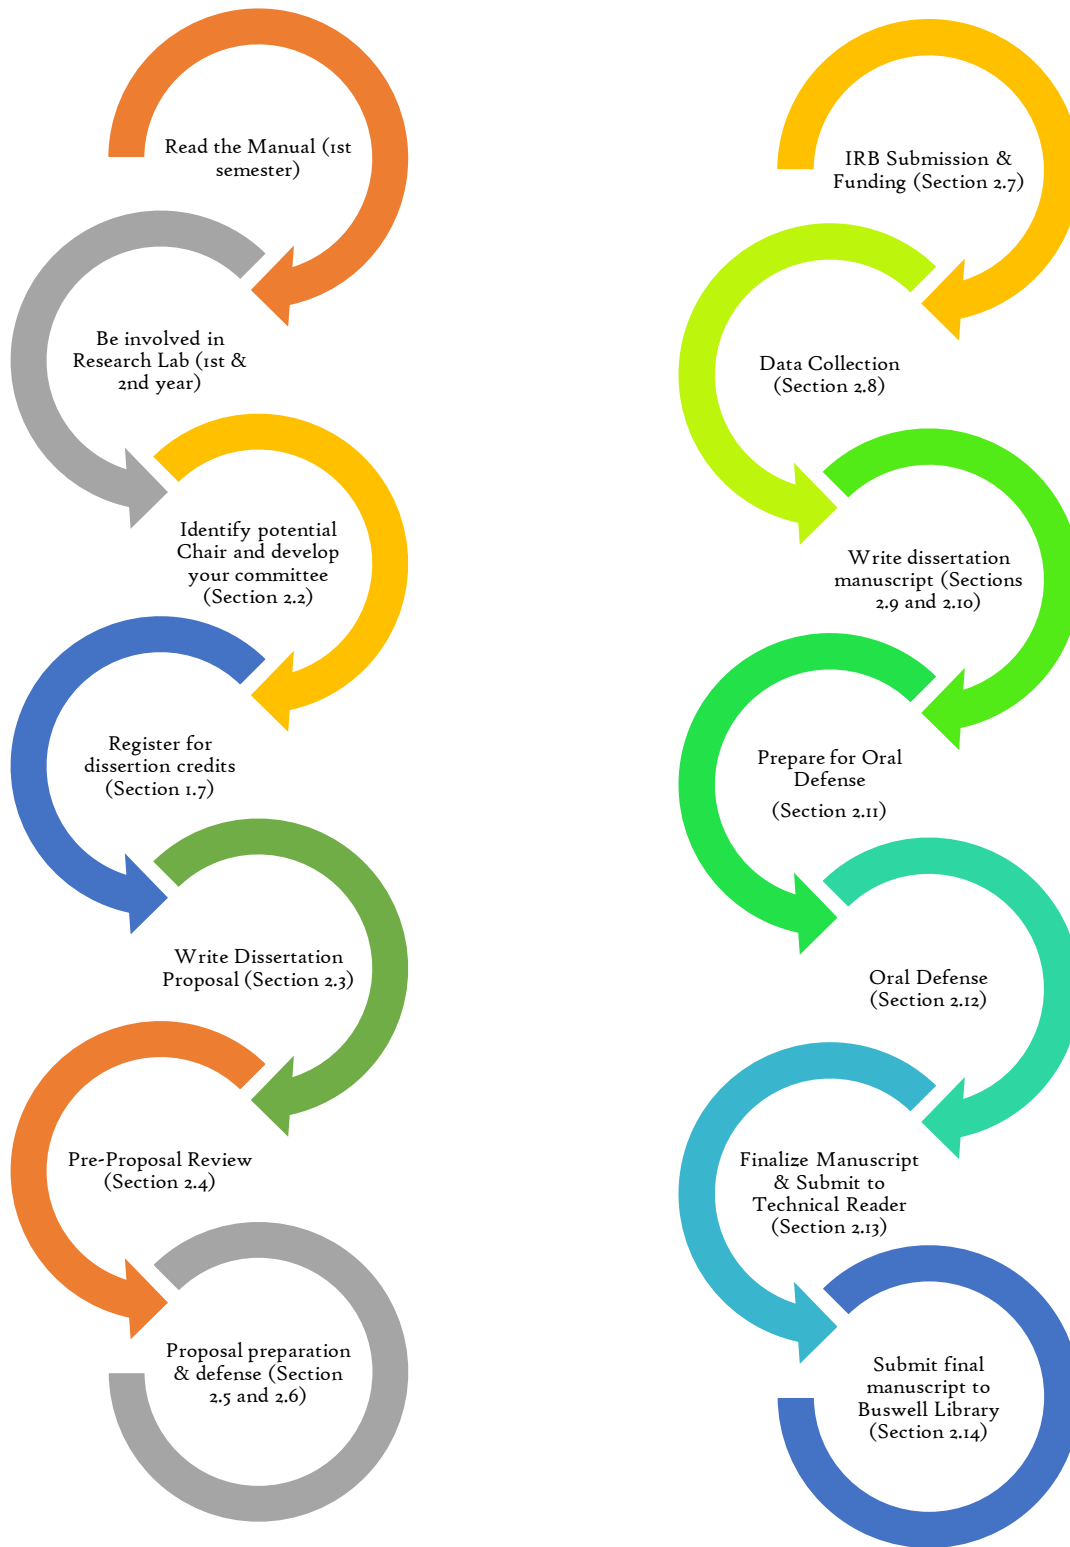 Read the Manual (1st
semester)
Be involved in
Research Lab (1st &
2nd year)
Identify potential
Chair and develop
your committee
(Section 2.2)
Register for
dissertion credits
(Section 1.7)
Write Dissertation
Proposal (Section 2.3)
Pre-Proposal Review
(Section 2.4)
Proposal preparation
& defense (Section
2.5 and 2.6)
IRB Submission &
Funding (Section 2.7)
Data Collection
(Section 2.8)
Write dissertation
manuscript (Sections
2.9 and 2.10)
Prepare for Oral
Defense
(Section 2.11)
Oral Defense
(Section 2.12)
Finalize Manuscript
& Submit to
Technical Reader
(Section 2.13)
Submit final
manuscript to
Buswell Library
(Section 2.14)